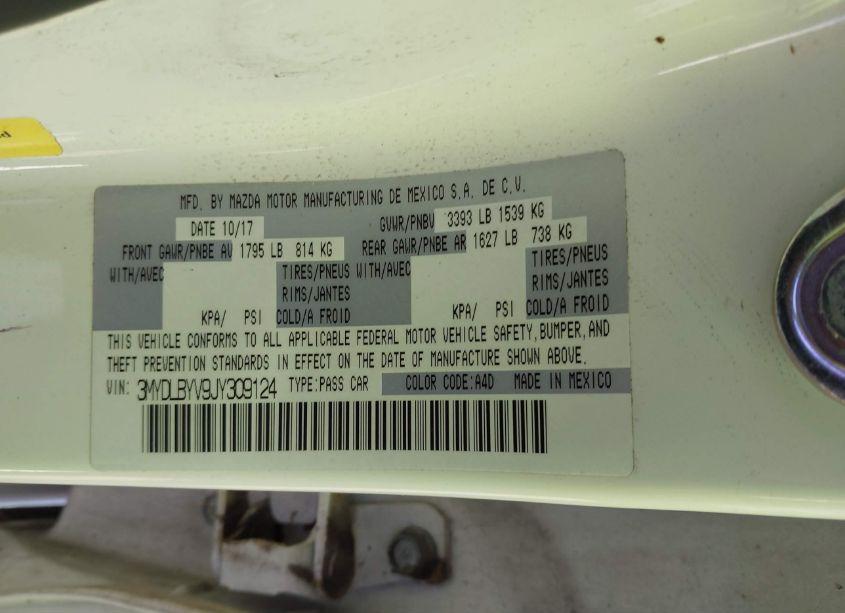 MFD. BY MAZDA MOTOR MANUFACTURING DE MEXICO S.A. DE C.V.
DATE 10/17 GVWR/PNBV 3393 LB 1539 KG
FRONT GAWR/PNBE AV 1795 LB 814 KG REAR GAWR/PNBE AR 1627 LB 738 KG
WITH/AVEC TIRES/PNEUS WITH/AVEC TIRES/PNEUS
RIMS/JANTES RIMS/JANTES
KPA/ PSI COLD/A FROID KPA/ PSI COLD/A FROID
THIS VEHICLE CONFORMS TO ALL APPLICABLE FEDERAL MOTOR VEHICLE SAFETY, BUMPER, AND
THEFT PREVENTION STANDARDS IN EFFECT ON THE DATE OF MANUFACTURE SHOWN ABOVE.
VIN: 3MYDLBYV9JY309124 TYPE:PASS CAR COLOR CODE:A4D MADE IN MEXICO